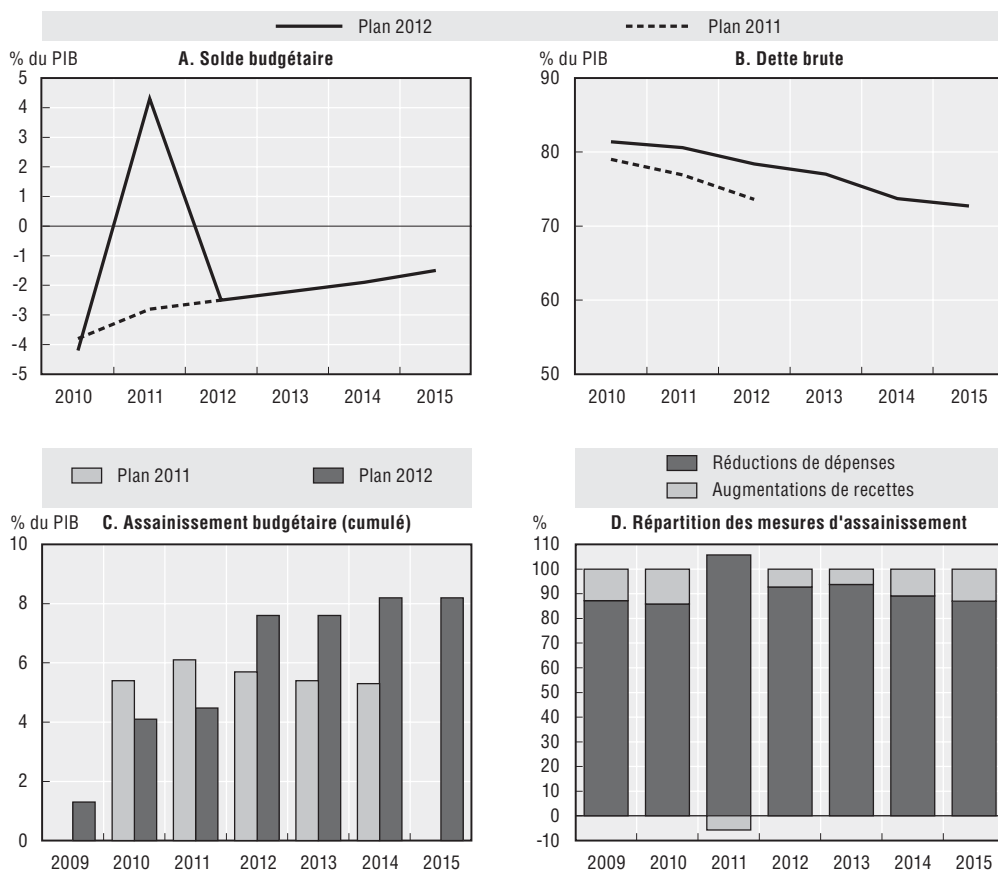 Plan 2012 Plan 2011
% du PIB A. Solde budgétaire
5
4
3
2
1
0
-1
-2
-3
-4
-5
2010 2011 2012 2013 2014 2015
% du PIB B. Dette brute
90
80
70
60
50
2010 2011 2012 2013 2014 2015
Plan 2011 Plan 2012
% du PIB C. Assainissement budgétaire (cumulé)
10
8
6
4
2
0
2009 2010 2011 2012 2013 2014 2015
Réductions de dépenses
Augmentations de recettes
% D. Répartition des mesures d'assainissement
110
100
90
80
70
60
50
40
30
20
10
0
-10
2009 2010 2011 2012 2013 2014 2015